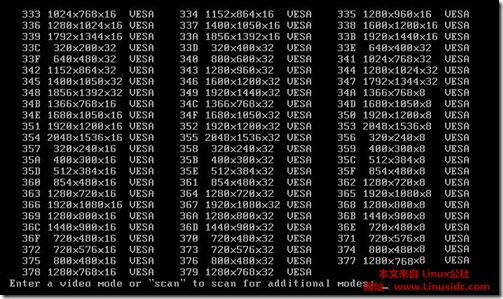 333 1024x768x16 VESA 334 1152x864x16 VESA 335 1280x960x16 VESA
336 1280x1024x16 VESA 337 1400x1050x16 VESA 338 1600x1200x16 VESA
339 1792x1344x16 VESA 33A 1856x1392x16 VESA 33B 1920x1440x16 VESA
33C 320x200x32 VESA 33D 320x400x32 VESA 33E 640x400x32 VESA
33F 640x480x32 VESA 340 800x600x32 VESA 341 1024x768x32 VESA
342 1152x864x32 VESA 343 1280x960x32 VESA 344 1280x1024x32 VESA
345 1400x1050x32 VESA 346 1600x1200x32 VESA 347 1792x1344x32 VESA
348 1856x1392x32 VESA 349 1920x1440x32 VESA 34A 1366x768x8 VESA
34B 1366x768x16 VESA 34C 1366x768x32 VESA 34D 1680x1050x8 VESA
34E 1680x1050x16 VESA 34F 1680x1050x32 VESA 350 1920x1200x8 VESA
351 1920x1200x16 VESA 352 1920x1200x32 VESA 353 2048x1536x8 VESA
354 2048x1536x16 VESA 355 2048x1536x32 VESA 356 320x240x8 VESA
357 320x240x16 VESA 358 320x240x32 VESA 359 400x300x8 VESA
35A 400x300x16 VESA 35B 400x300x32 VESA 35C 512x384x8 VESA
35D 512x384x16 VESA 35E 512x384x32 VESA 35F 854x480x8 VESA
360 854x480x16 VESA 361 854x480x32 VESA 362 1280x720x8 VESA
363 1280x720x16 VESA 364 1280x720x32 VESA 365 1920x1080x8 VESA
366 1920x1080x16 VESA 367 1920x1080x32 VESA 368 1280x800x8 VESA
369 1280x800x16 VESA 36A 1280x800x32 VESA 36B 1440x900x8 VESA
36C 1440x900x16 VESA 36D 1440x900x32 VESA 36E 720x480x8 VESA
36F 720x480x16 VESA 370 720x480x32 VESA 371 720x576x8 VESA
372 720x576x16 VESA 373 720x576x32 VESA 374 800x480x8 VESA
375 800x480x16 VESA 376 800x480x32 VESA 377 1280x768x8 VESA
378 1280x768x16 VESA 379 1280x768x32 VESA
Enter a video mode or "scan" to scan for additional modes: _
本文来自 Linux公社
网站：www.Linuxidc.com